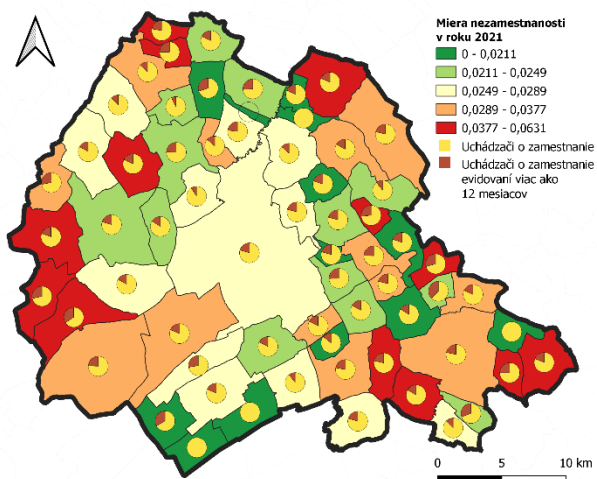 Miera nezamestnanosti
v roku 2021
0 - 0,0211
0,0211 - 0,0249
0,0249 - 0,0289
0,0289 - 0,0377
0,0377 - 0,0631
Uchádzači o zamestnanie
Uchádzači o zamestnanie
evidovaní viac ako
12 mesiacov
0 5 10 km